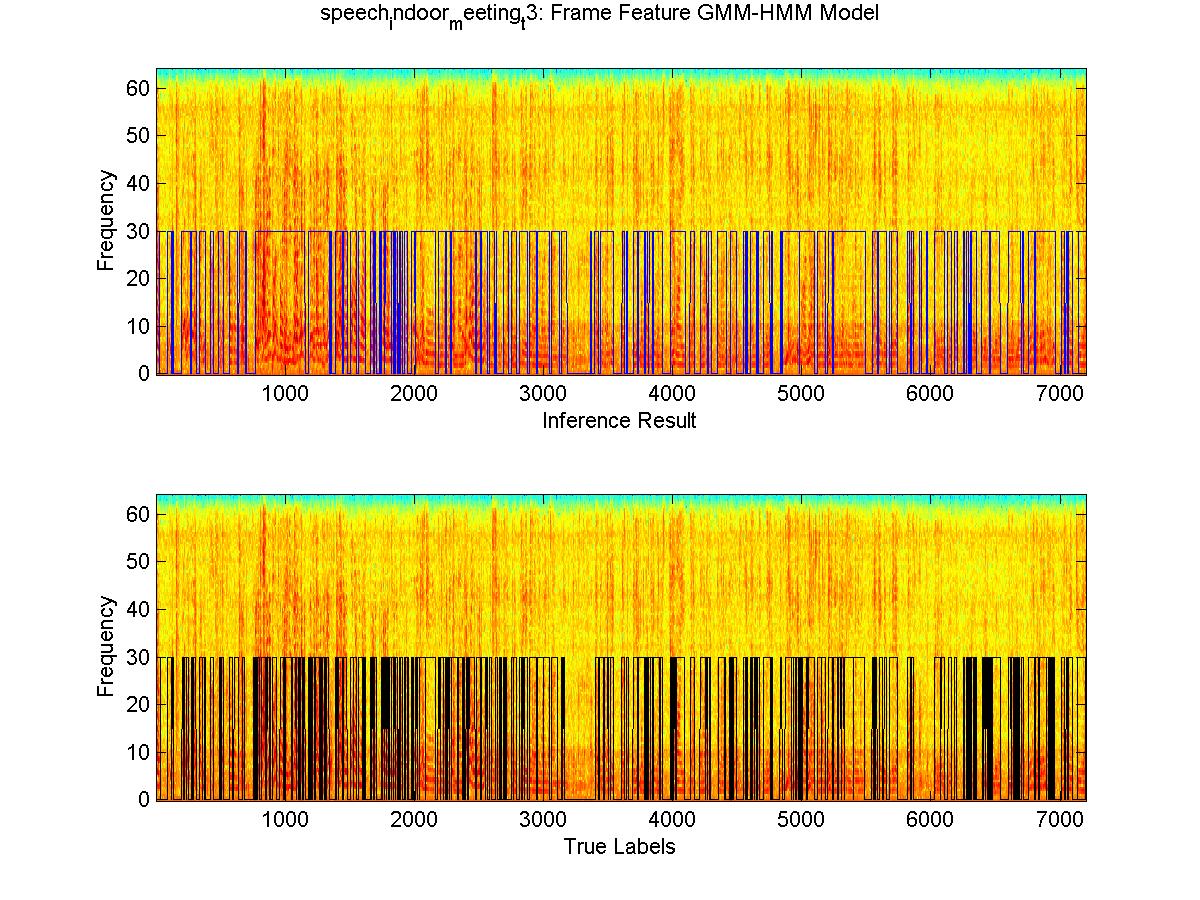 speech_indoor_meeting_t3: Frame Feature GMM-HMM Model
60
50
40
30
20
10
0
Frequency
1000 2000 3000 4000 5000 6000 7000
Inference Result
60
50
40
30
20
10
0
Frequency
1000 2000 3000 4000 5000 6000 7000
True Labels